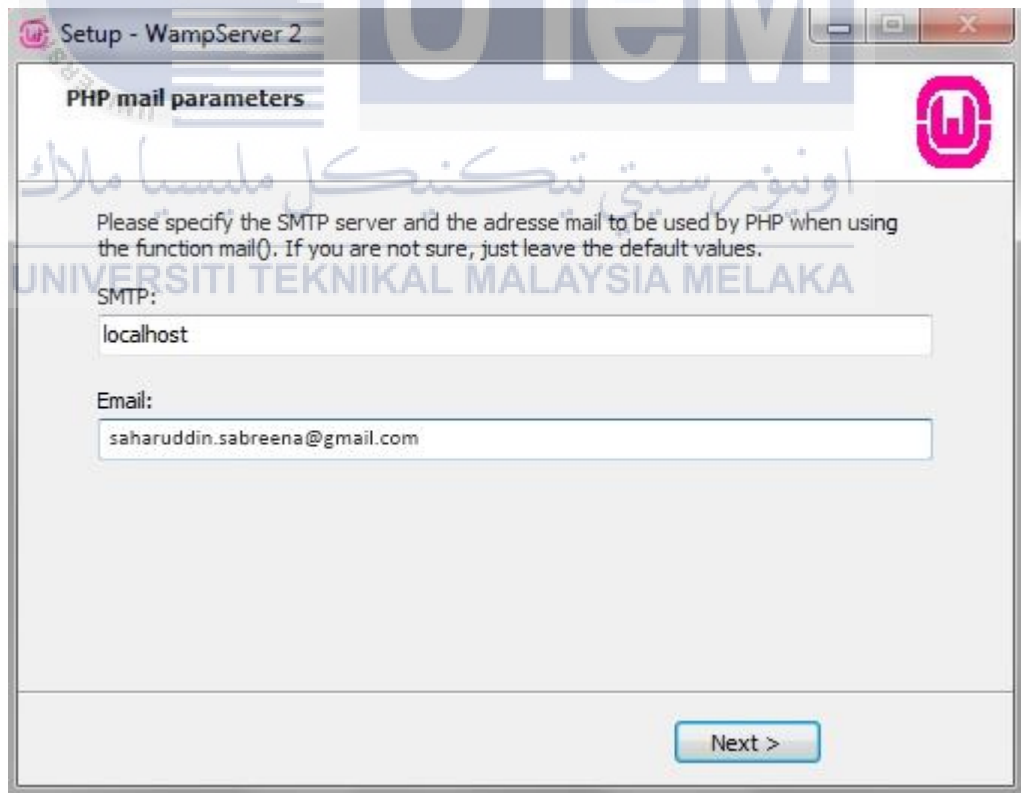 Setup - WampServer 2
UTeM
PHP mail parameters
اونيۏرسيتي تيكنيكل مليسيا ملاك
Please specify the SMTP server and the adresse mail to be used by PHP when using
the function mail(). If you are not sure, just leave the default values.
UNIVERSITI TEKNIKAL MALAYSIA MELAKA
SMTP:
localhost
Email:
saharuddin.sabreena@gmail.com
Next >